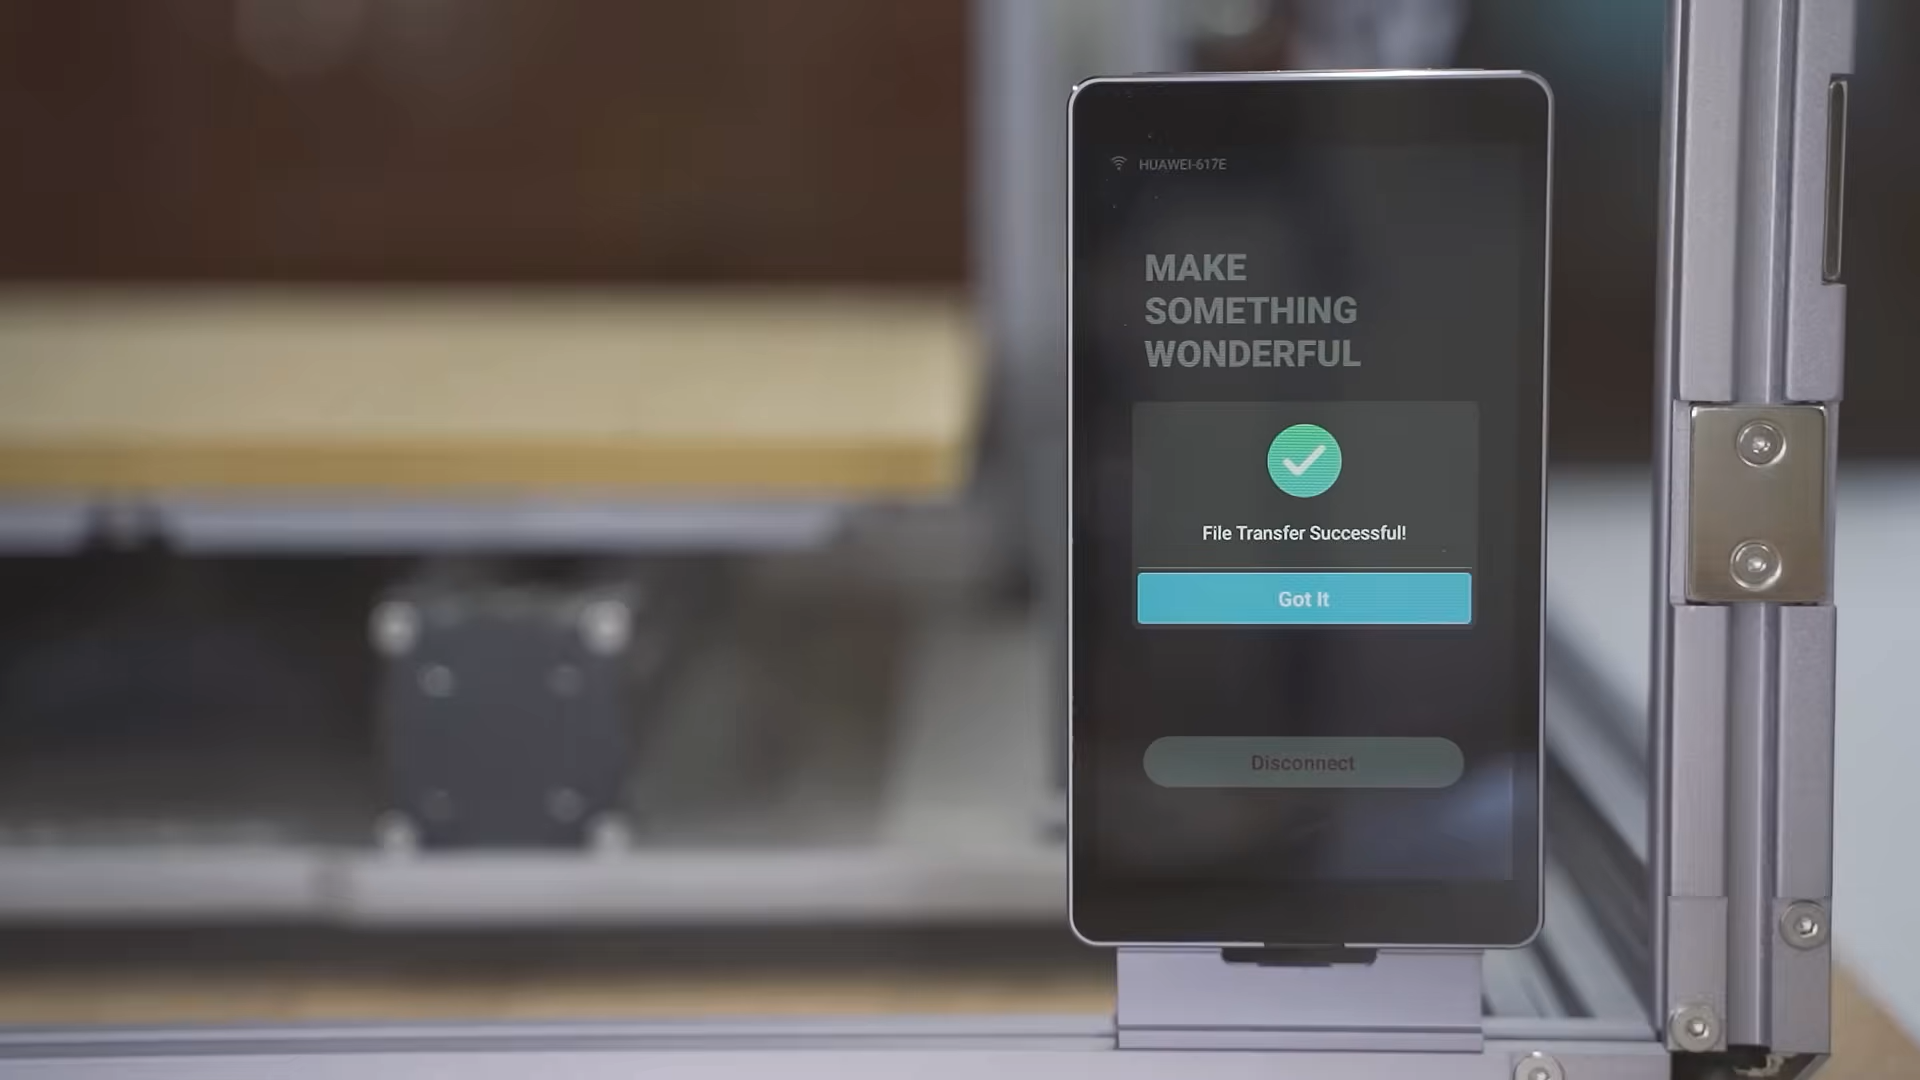 HUAWEI-617E
MAKE
SOMETHING
WONDERFUL
File Transfer Successful!
Got It
Disconnect